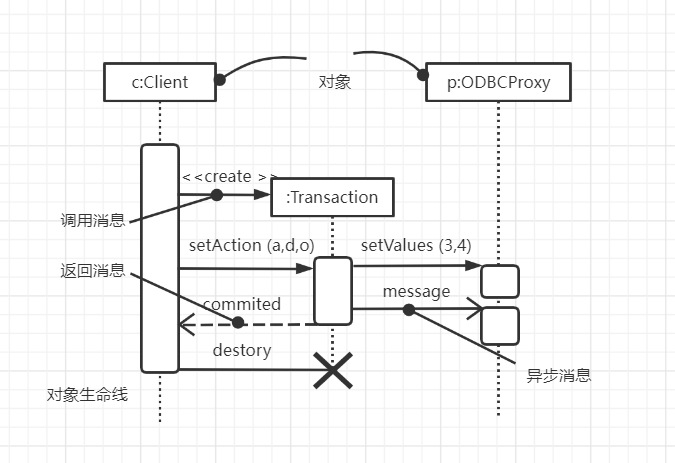 c:Client
对象
p:ODBCProxy
<<create >>
:Transaction
调用消息
setAction (a,d,o)
setValues (3,4)
返回消息
commited
message
destory
异步消息
对象生命线